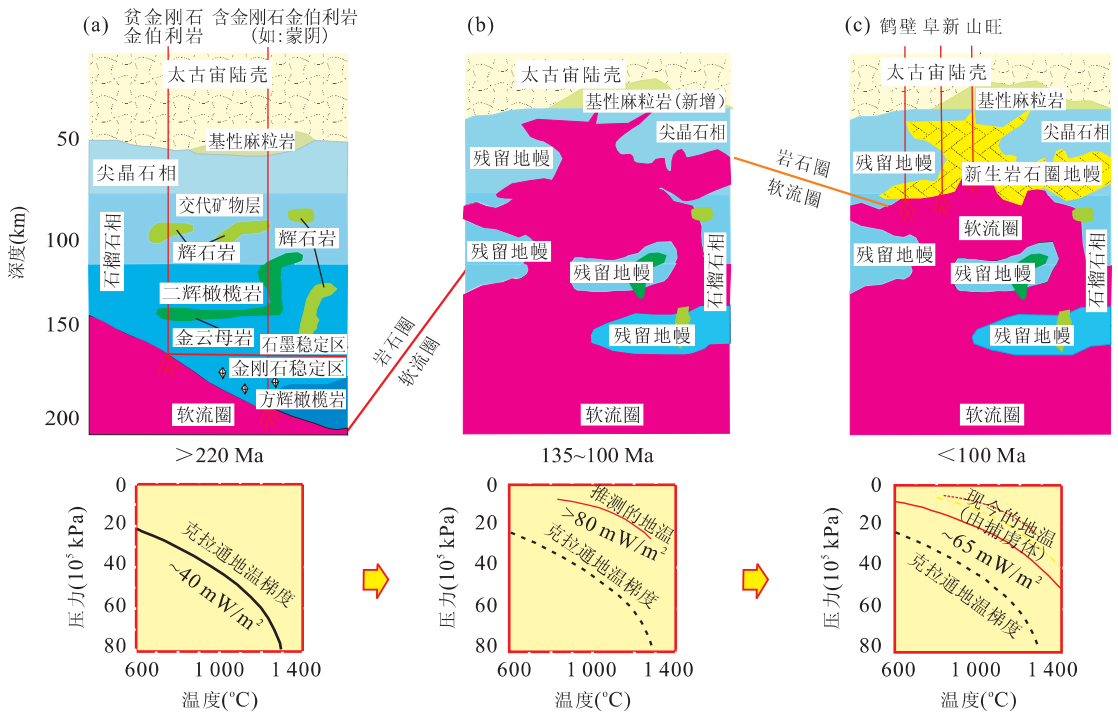 (a)
贫金刚石
金伯利岩
含金刚石金伯利岩
(如:蒙阴)
太古宙陆壳
基性麻粒岩
尖晶石相
交代矿物层
石榴石相
辉石岩
辉石岩
二辉橄榄岩
金云母岩
石墨稳定区
金刚石稳定区
方辉橄榄岩
软流圈
50
100
150
200
深度(km)
>220 Ma
岩石圈
软流圈
(b)
太古宙陆壳
基性麻粒岩(新增)
尖晶石相
残留地幔
残留地幔
残留地幔
石榴石相
残留地幔
软流圈
135~100 Ma
岩石圈
软流圈
(c)
鹤壁 阜新 山旺
太古宙陆壳
基性麻粒岩
尖晶石相
残留地幔
新生岩石圈地幔
软流圈
残留地幔
残留地幔
石榴石相
残留地幔
软流圈
<100 Ma
0
20
40
60
80
压力(10⁵ kPa)
克拉通地温梯度
~40 mW/m²
600
1 000
1 400
温度(°C)
0
20
40
60
80
压力(10⁵ kPa)
推测的地温
>80 mW/m²
克拉通地温梯度
600
1 000
1 400
温度(°C)
0
20
40
60
80
压力(10⁵ kPa)
现今的地温
(由捕虏体)
~65 mW/m²
克拉通地温梯度
600
1 000
1 400
温度(°C)